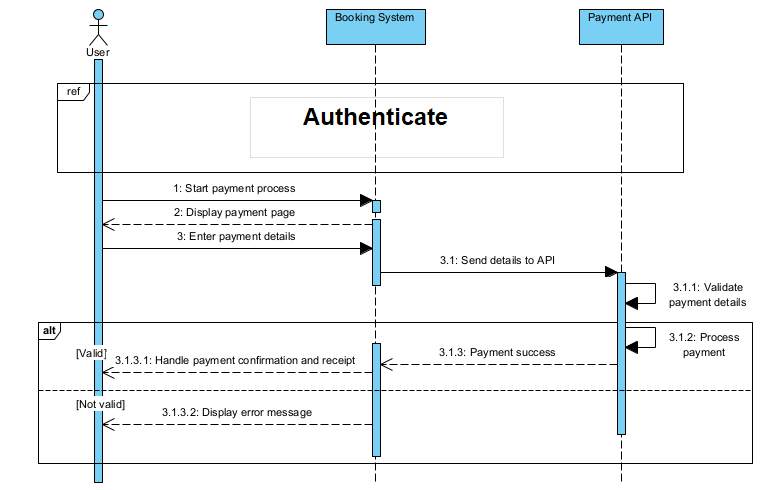 Booking System
Payment API
User
ref
Authenticate
1: Start payment process
2: Display payment page
3: Enter payment details
3.1: Send details to API
3.1.1: Validate
payment details
alt
3.1.2: Process
payment
[Valid]
3.1.3: Payment success
3.1.3.1: Handle payment confirmation and receipt
[Not valid]
3.1.3.2: Display error message